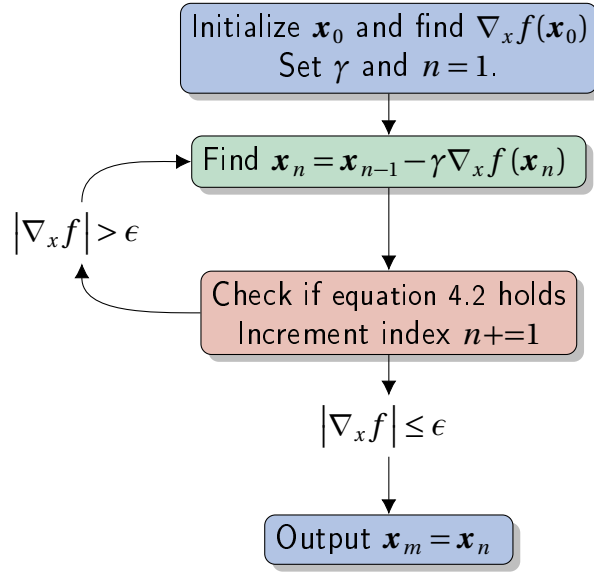 Initialize 𝒙₀ and find ∇ₓf(𝒙₀)
Set γ and n = 1.
Find 𝒙ₙ = 𝒙ₙ₋₁ − γ∇ₓf(𝒙ₙ)
|∇ₓf| > ϵ
Check if equation 4.2 holds
Increment index n+=1
|∇ₓf| ≤ ϵ
Output 𝒙ₘ = 𝒙ₙ